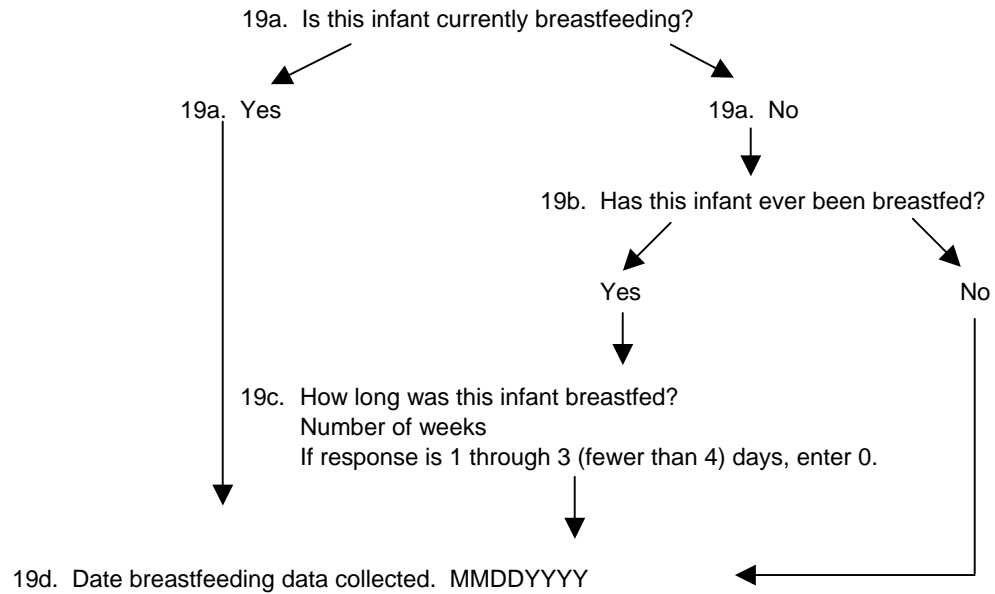 19a. Is this infant currently breastfeeding?
19a. Yes
19a. No
19b. Has this infant ever been breastfed?
Yes
No
19c. How long was this infant breastfed?
Number of weeks
If response is 1 through 3 (fewer than 4) days, enter 0.
19d. Date breastfeeding data collected. MMDDYYYY